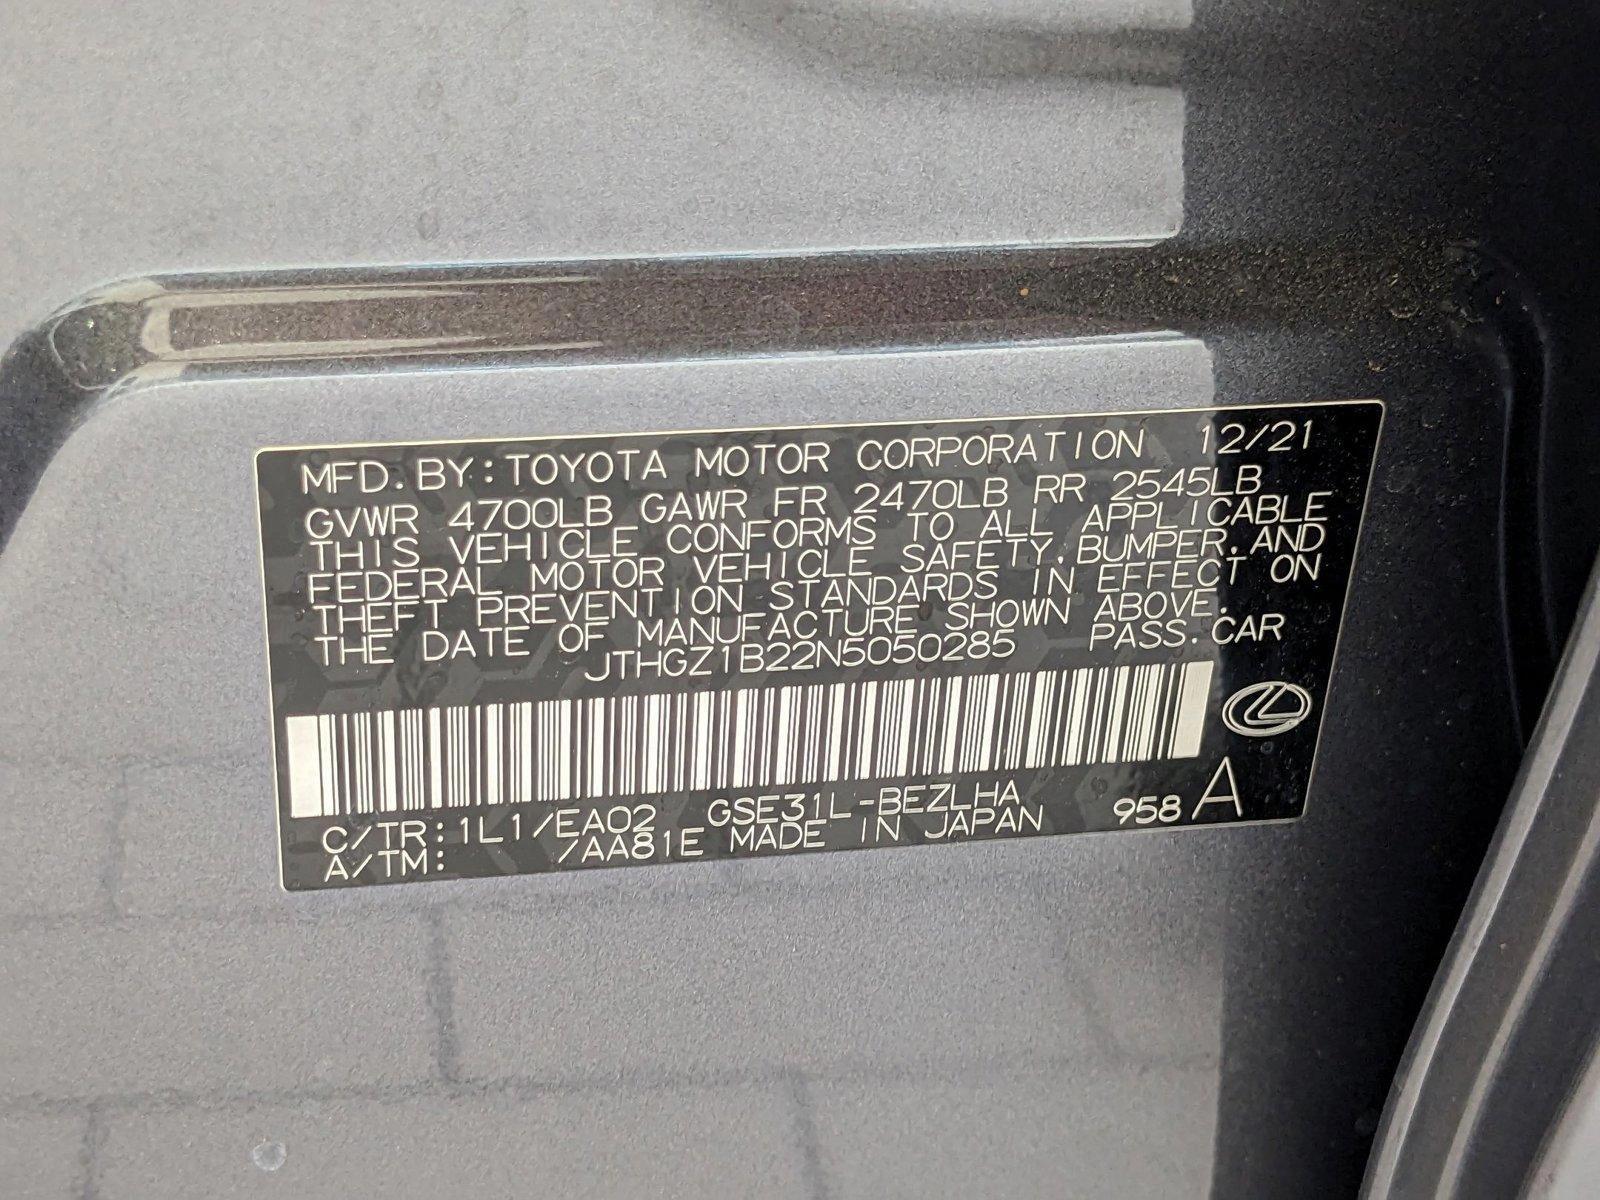 MFD. BY: TOYOTA MOTOR CORPORATION 12/21
GVWR 4700LB GAWR FR 2470LB RR 2545LB
THIS VEHICLE CONFORMS TO ALL APPLICABLE
FEDERAL MOTOR VEHICLE SAFETY, BUMPER, AND
THEFT PREVENTION STANDARDS IN EFFECT ON
THE DATE OF MANUFACTURE SHOWN ABOVE.
JTHGZ1B22N5050285 PASS. CAR
C/TR: 1L1/EA02 GSE31L-BEZLHA 958 A
A/TM: /AA81E MADE IN JAPAN